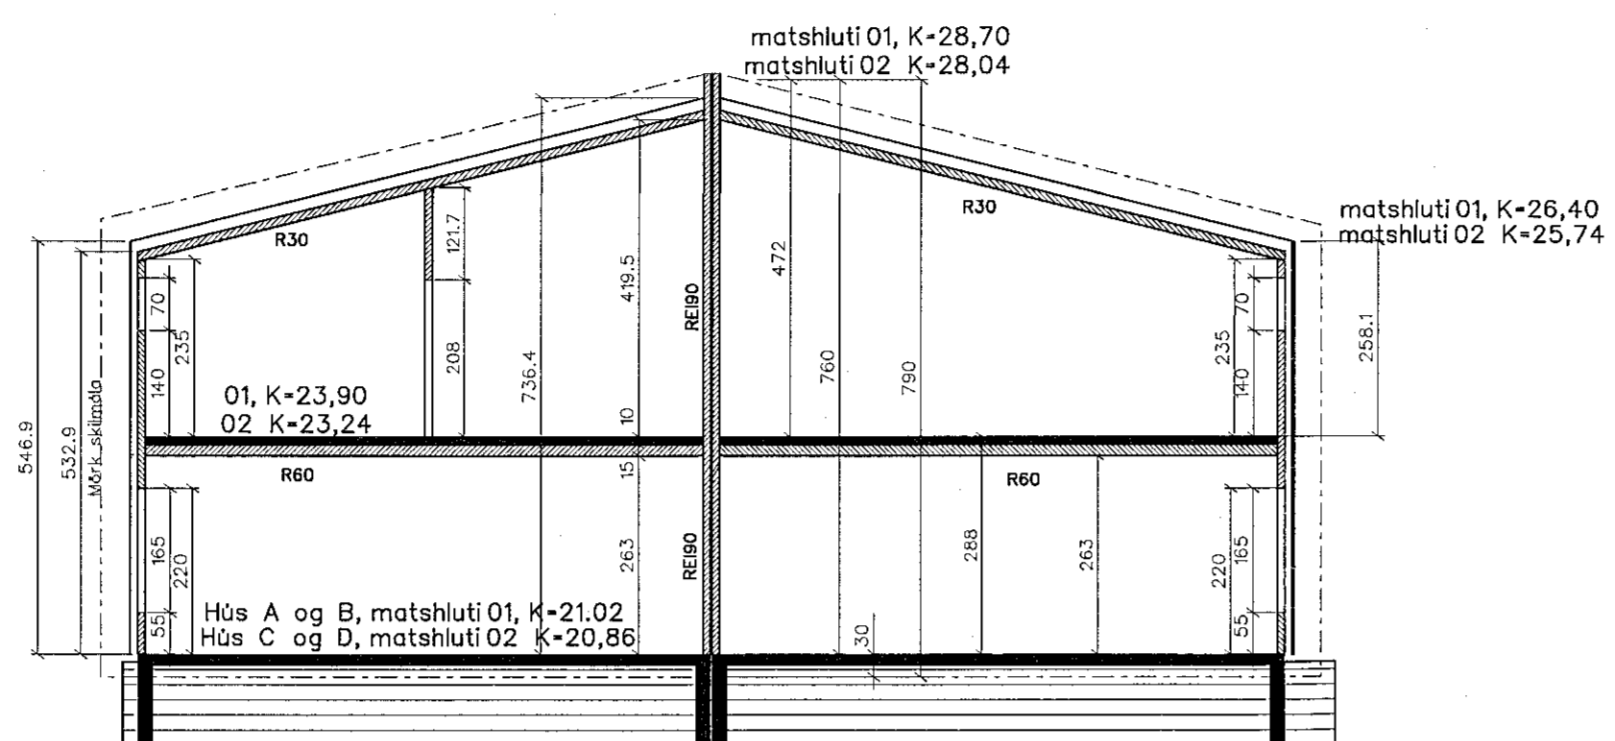 matshluti 01, K=28,70
matshluti 02 K=28,04
matshluti 01, K=26,40
matshluti 02 K=25,74
R30
R30
121.7
419.5
472
70
235
140
208
736.4
10
REI90
760
790
70
235
140
258.1
546.9
532.9
Mörk skilmála
01, K=23,90
02 K=23,24
R60
15
R60
165
220
55
263
REI90
288
263
220
165
55
30
Hús A og B, matshluti 01, K=21.02
Hús C og D, matshluti 02 K=20,86